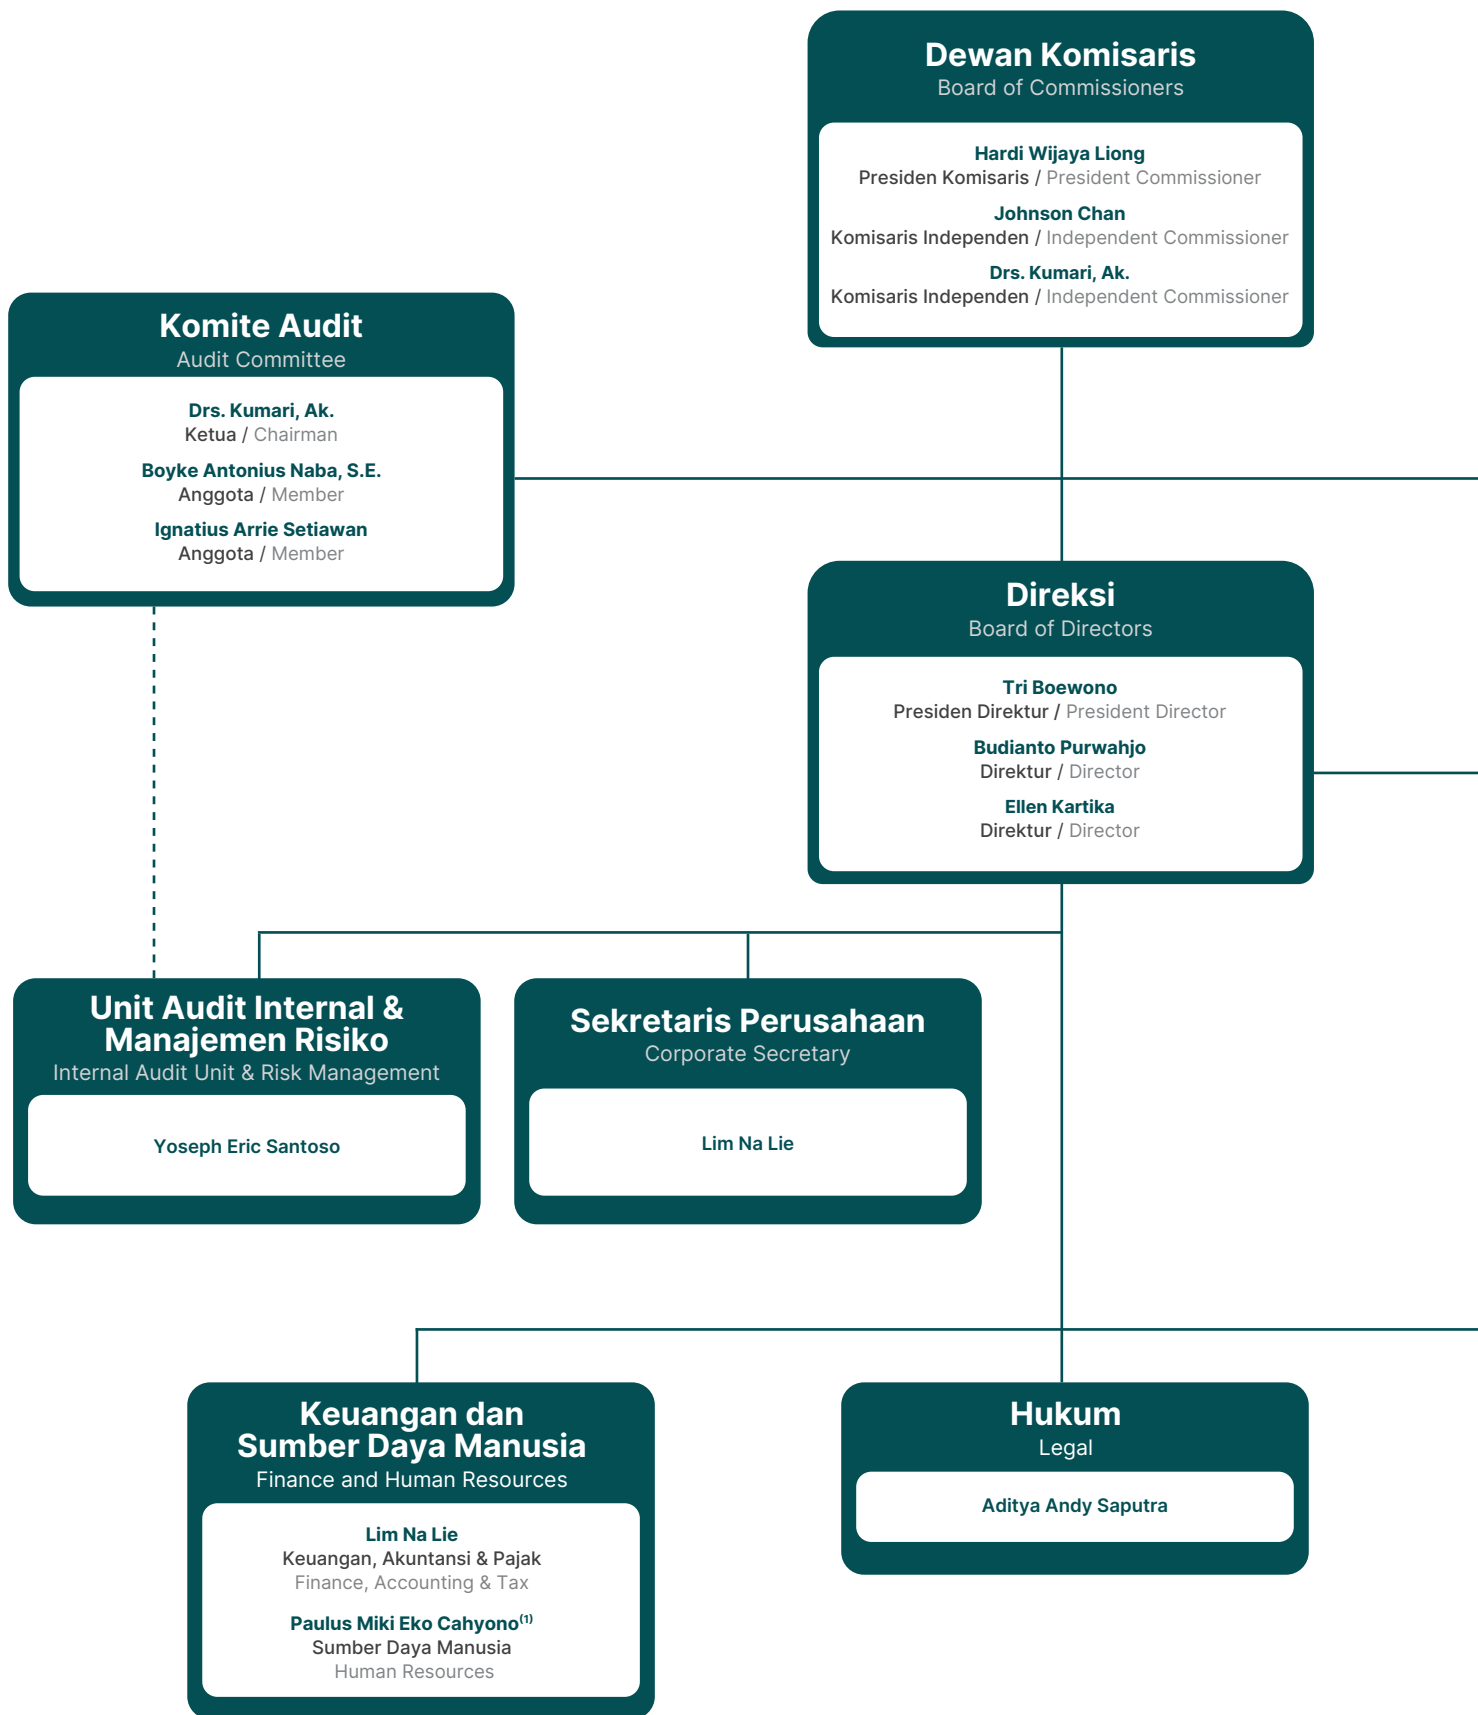 Dewan Komisaris
Board of Commissioners
Hardi Wijaya Liong
Presiden Komisaris / President Commissioner
Johnson Chan
Komisaris Independen / Independent Commissioner
Drs. Kumari, Ak.
Komisaris Independen / Independent Commissioner
Komite Audit
Audit Committee
Drs. Kumari, Ak.
Ketua / Chairman
Boyke Antonius Naba, S.E.
Anggota / Member
Ignatius Arrie Setiawan
Anggota / Member
Direksi
Board of Directors
Tri Boewono
Presiden Direktur / President Director
Budianto Purwahjo
Direktur / Director
Ellen Kartika
Direktur / Director
Unit Audit Internal &
Manajemen Risiko
Internal Audit Unit & Risk Management
Yoseph Eric Santoso
Sekretaris Perusahaan
Corporate Secretary
Lim Na Lie
Keuangan dan
Sumber Daya Manusia
Finance and Human Resources
Lim Na Lie
Keuangan, Akuntansi & Pajak
Finance, Accounting & Tax
Paulus Miki Eko Cahyono⁽¹⁾
Sumber Daya Manusia
Human Resources
Hukum
Legal
Aditya Andy Saputra